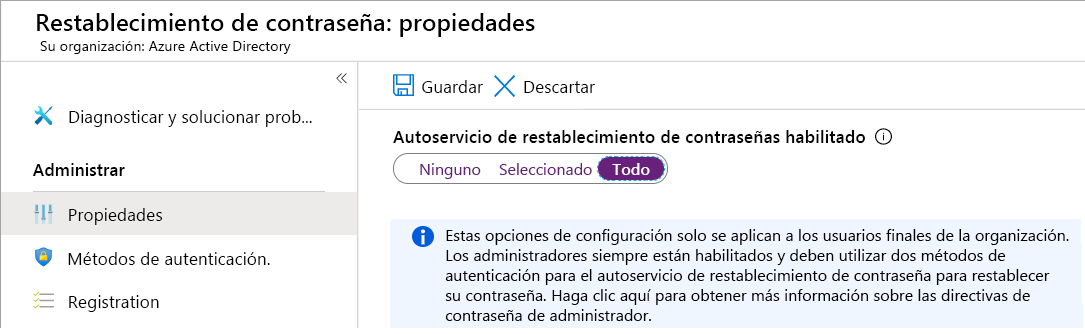 Restablecimiento de contraseña: propiedades
Su organización: Azure Active Directory
«
Diagnosticar y solucionar prob...
Administrar
Propiedades
Métodos de autenticación.
Registration
Guardar Descartar
Autoservicio de restablecimiento de contraseñas habilitado
Ninguno Seleccionado Todo
Estas opciones de configuración solo se aplican a los usuarios finales de la organización.
Los administradores siempre están habilitados y deben utilizar dos métodos de
autenticación para el autoservicio de restablecimiento de contraseña para restablecer
su contraseña. Haga clic aquí para obtener más información sobre las directivas de
contraseña de administrador.